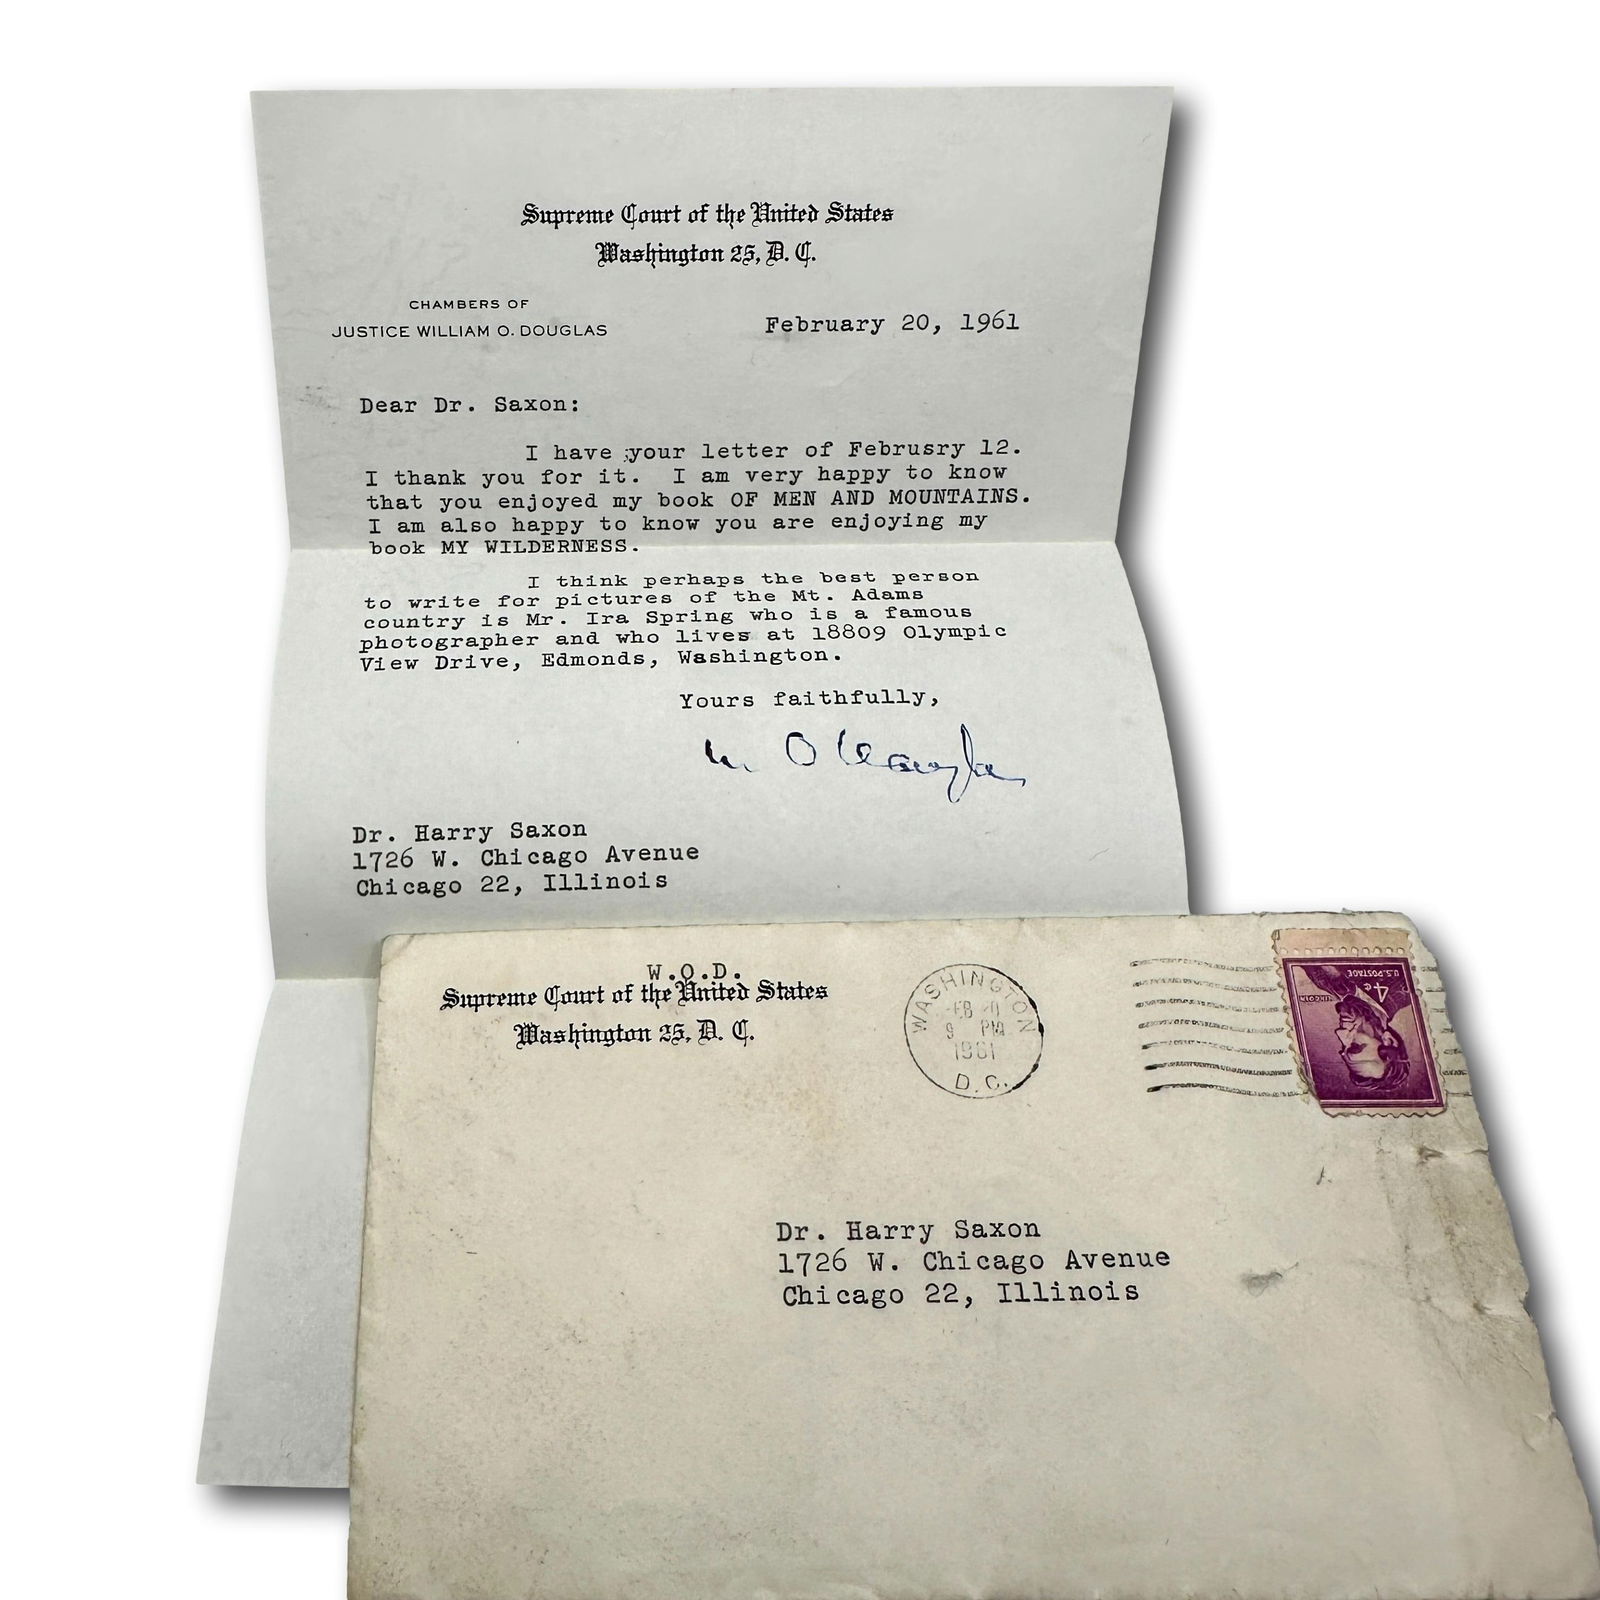 Supreme Court of the United States
Washington 25, D. C.
CHAMBERS OF
JUSTICE WILLIAM O. DOUGLAS
February 20, 1961
Dear Dr. Saxon:
I have your letter of Februsry 12.
I thank you for it. I am very happy to know
that you enjoyed my book OF MEN AND MOUNTAINS.
I am also happy to know you are enjoying my
book MY WILDERNESS.
I think perhaps the best person
to write for pictures of the Mt. Adams
country is Mr. Ira Spring who is a famous
photographer and who lives at 18809 Olympic
View Drive, Edmonds, Washington.
Yours faithfully,
Wm O Douglas
Dr. Harry Saxon
1726 W. Chicago Avenue
Chicago 22, Illinois
W.O.D.
Supreme Court of the United States
Washington 25, D. C.
WASHINGTON
9 PM
1961
D.C.
U.S. POSTAGE
4¢
LINCOLN
Dr. Harry Saxon
1726 W. Chicago Avenue
Chicago 22, Illinois